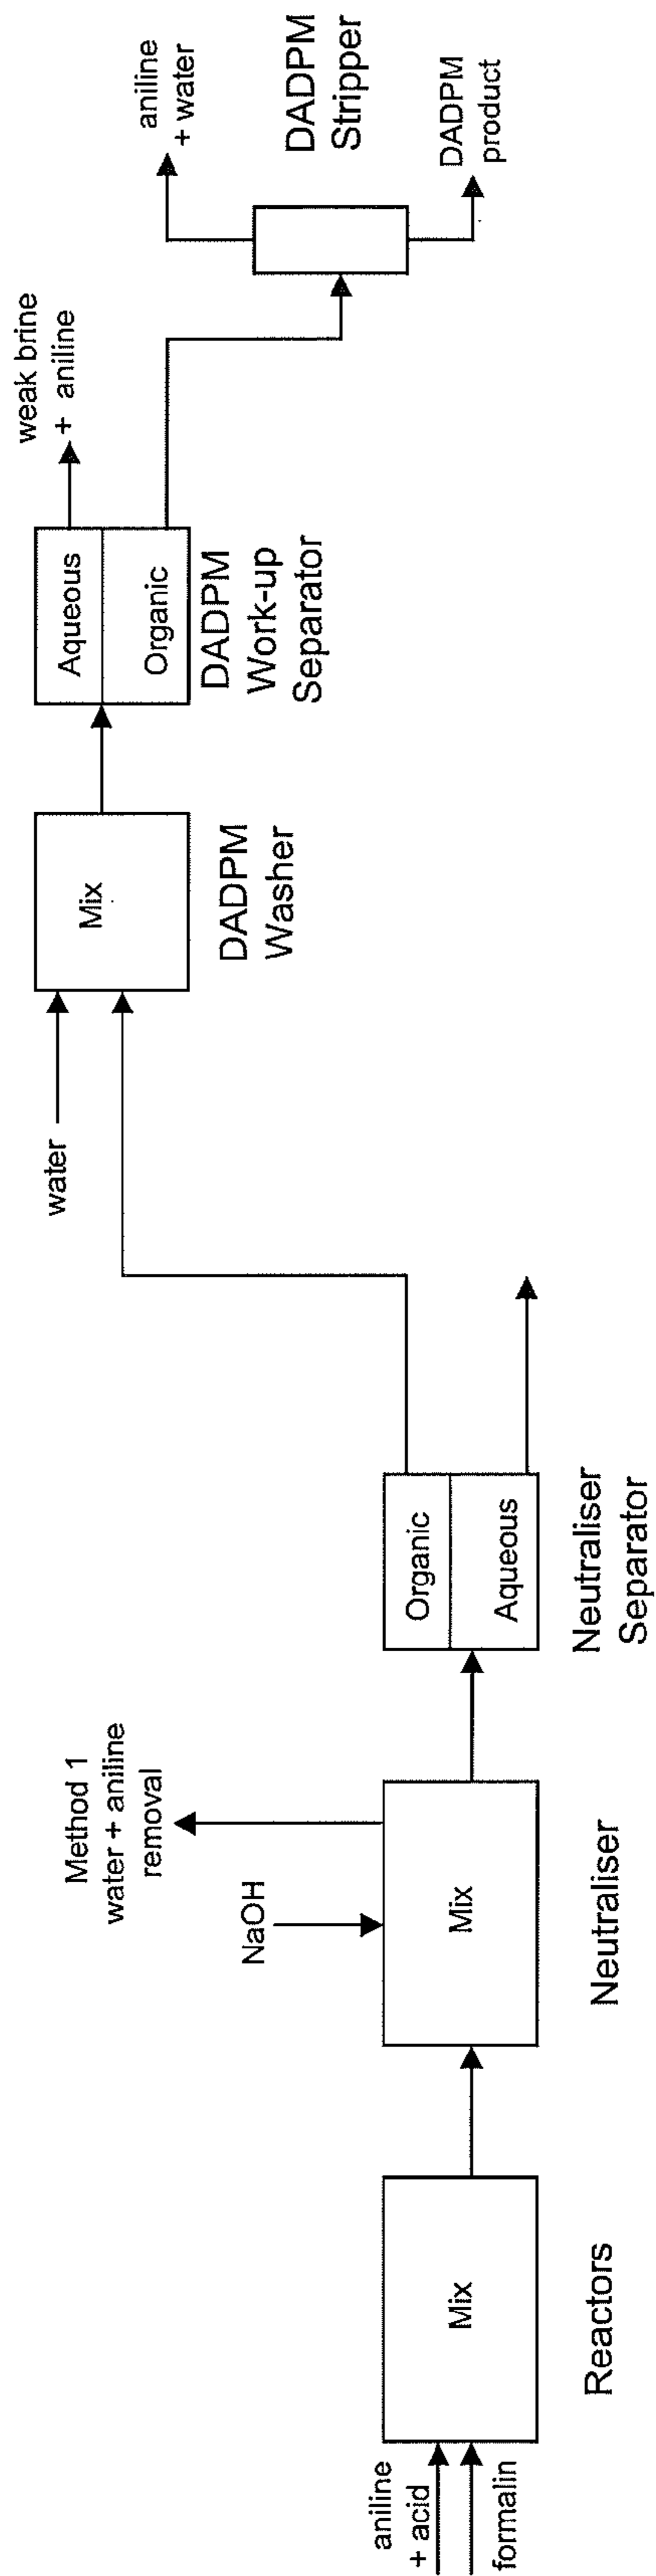 aniline
+ acid
formalin
Mix
Reactors
NaOH
Method 1
water + aniline
removal
Mix
Neutraliser
Organic
Aqueous
Neutraliser
Separator
water
Mix
DADPM
Washer
Aqueous
Organic
DADPM
Work-up
Separator
weak brine
+ aniline
aniline
+ water
DADPM
Stripper
DADPM
product